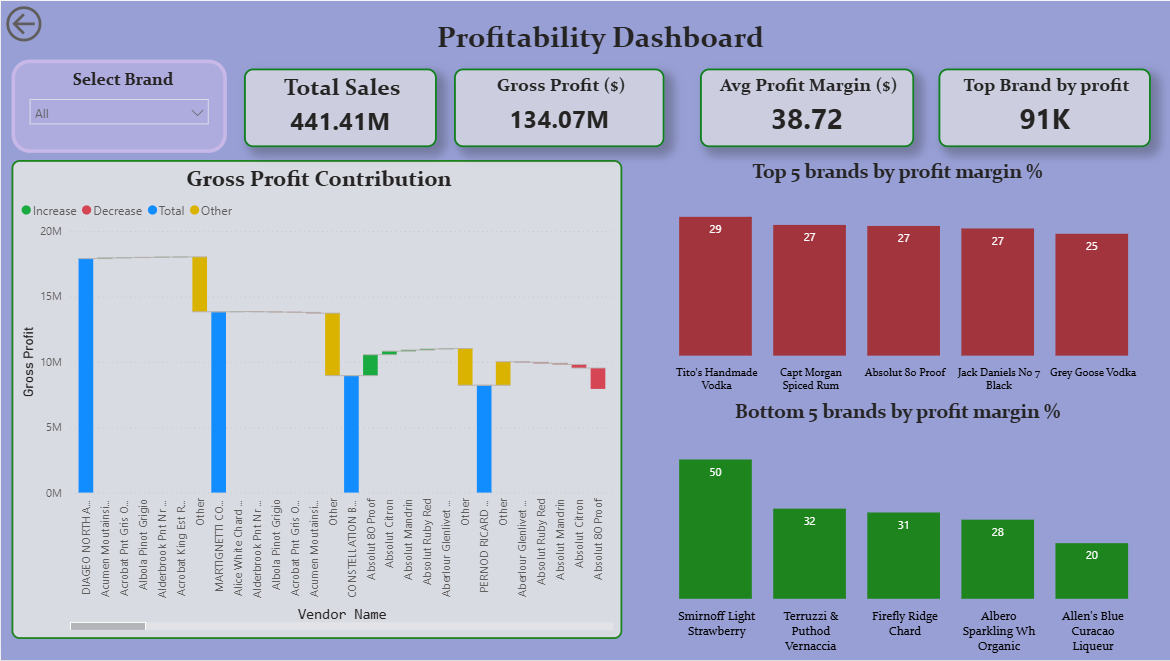 Profitability Dashboard
Select Brand
All
Total Sales
441.41M
Gross Profit ($)
134.07M
Avg Profit Margin ($)
38.72
Top Brand by profit
91K
Gross Profit Contribution
Increase Decrease Total Other
20M
15M
10M
5M
0M
Gross Profit
DIAGEO NORTH A...
Acumen Moutainsi...
Acrobat Pnt Gris O...
Albola Pinot Grigio
Alderbrook Pnt Nr ...
Acrobat King Est R...
Other
MARTIGNETTI CO...
Alice White Chard ...
Alderbrook Pnt Nr ...
Albola Pinot Grigio
Acrobat Pnt Gris O...
Acumen Moutainsi...
Other
CONSTELLATION B...
Absolut 80 Proof
Absolut Citron
Absolut Mandrin
Absolut Ruby Red
Aberlour Glenlivet ...
Other
PERNOD RICARD ...
Other
Aberlour Glenlivet ...
Absolut Ruby Red
Absolut Mandrin
Absolut Citron
Absolut 80 Proof
Vendor Name
Top 5 brands by profit margin %
29
27
27
27
25
Tito's Handmade
Vodka
Capt Morgan
Spiced Rum
Absolut 80 Proof
Jack Daniels No 7
Black
Grey Goose Vodka
Bottom 5 brands by profit margin %
50
32
31
28
20
Smirnoff Light
Strawberry
Terruzzi &
Puthod
Vernaccia
Firefly Ridge
Chard
Albero
Sparkling Wh
Organic
Allen's Blue
Curacao
Liqueur